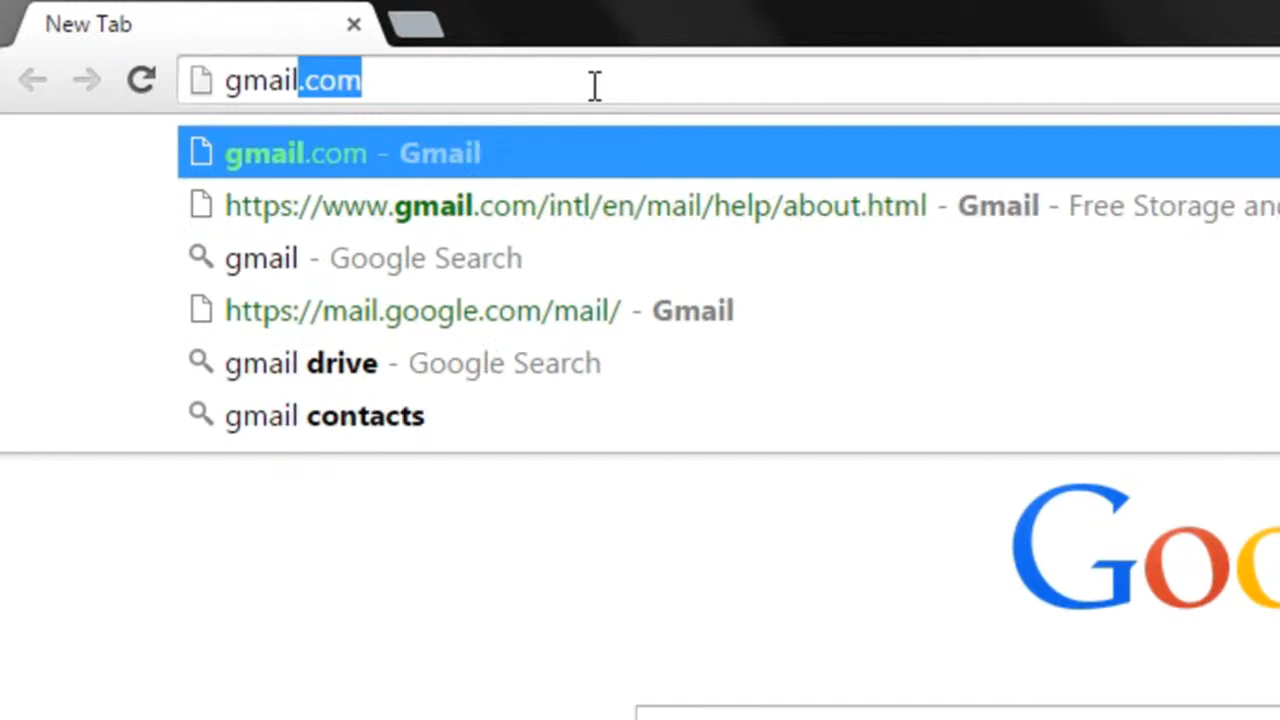 New Tab
gmail.com
gmail.com - Gmail
https://www.gmail.com/intl/en/mail/help/about.html - Gmail - Free Storage an
gmail - Google Search
https://mail.google.com/mail/ - Gmail
gmail drive - Google Search
gmail contacts
Goo